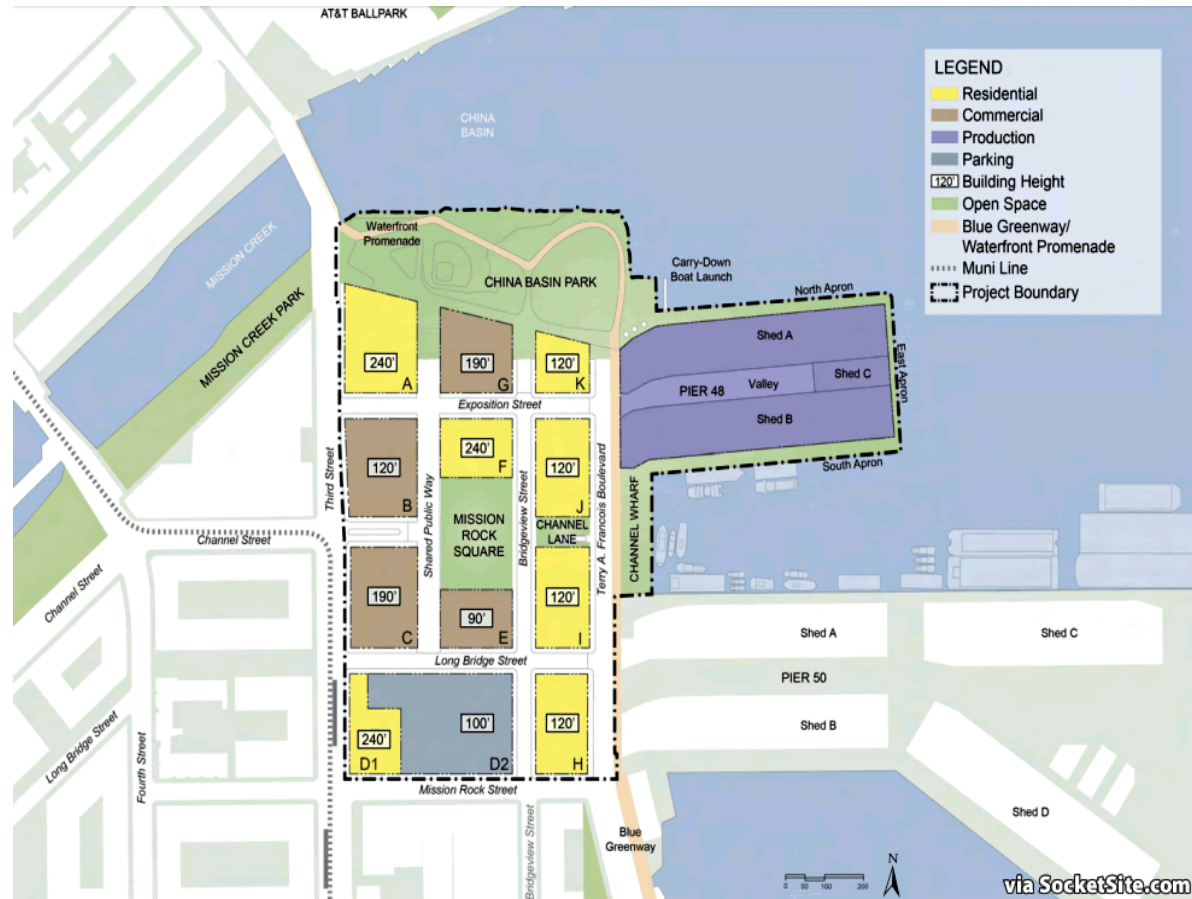 AT&T BALLPARK
CHINA
BASIN
LEGEND
Residential
Commercial
Production
Parking
120' Building Height
Open Space
Blue Greenway/
Waterfront Promenade
Muni Line
Project Boundary
MISSION CREEK
MISSION CREEK PARK
Waterfront
Promenade
CHINA BASIN PARK
Carry-Down
Boat Launch
North Apron
East Apron
South Apron
Shed A
PIER 48
Valley
Shed C
Shed B
240'
A
190'
G
120'
K
Exposition Street
Third Street
120'
B
Shared Public Way
240'
F
Bridgeview Street
120'
J
Terry A. Francois Boulevard
MISSION
ROCK
SQUARE
CHANNEL
LANE
CHANNEL WHARF
Channel Street
Channel Street
190'
C
90'
E
120'
I
Long Bridge Street
Shed A
Shed C
PIER 50
Shed B
Shed D
240'
D1
100'
D2
120'
H
Long Bridge Street
Fourth Street
Mission Rock Street
Bridgeview Street
Blue
Greenway
0 50 100 200
N
via SocketSite.com